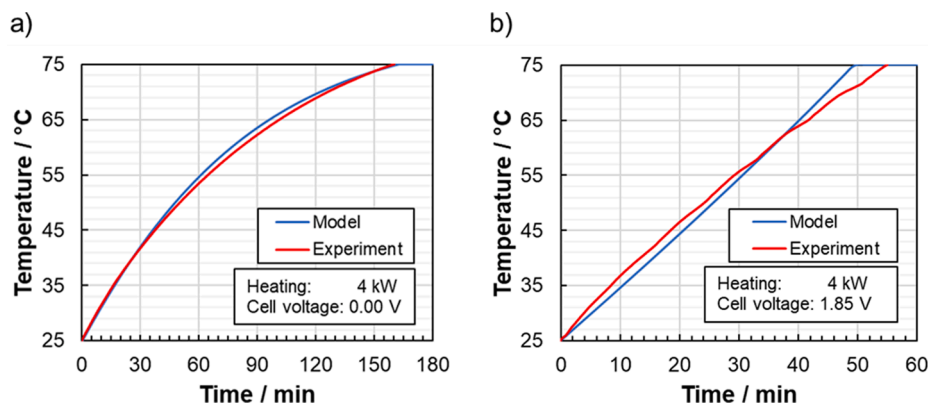 a)
75
65
55
45
35
25
Temperature / °C
Model
Experiment
Heating: 4 kW
Cell voltage: 0.00 V
0 30 60 90 120 150 180
Time / min
b)
75
65
55
45
35
25
Temperature / °C
Model
Experiment
Heating: 4 kW
Cell voltage: 1.85 V
0 10 20 30 40 50 60
Time / min